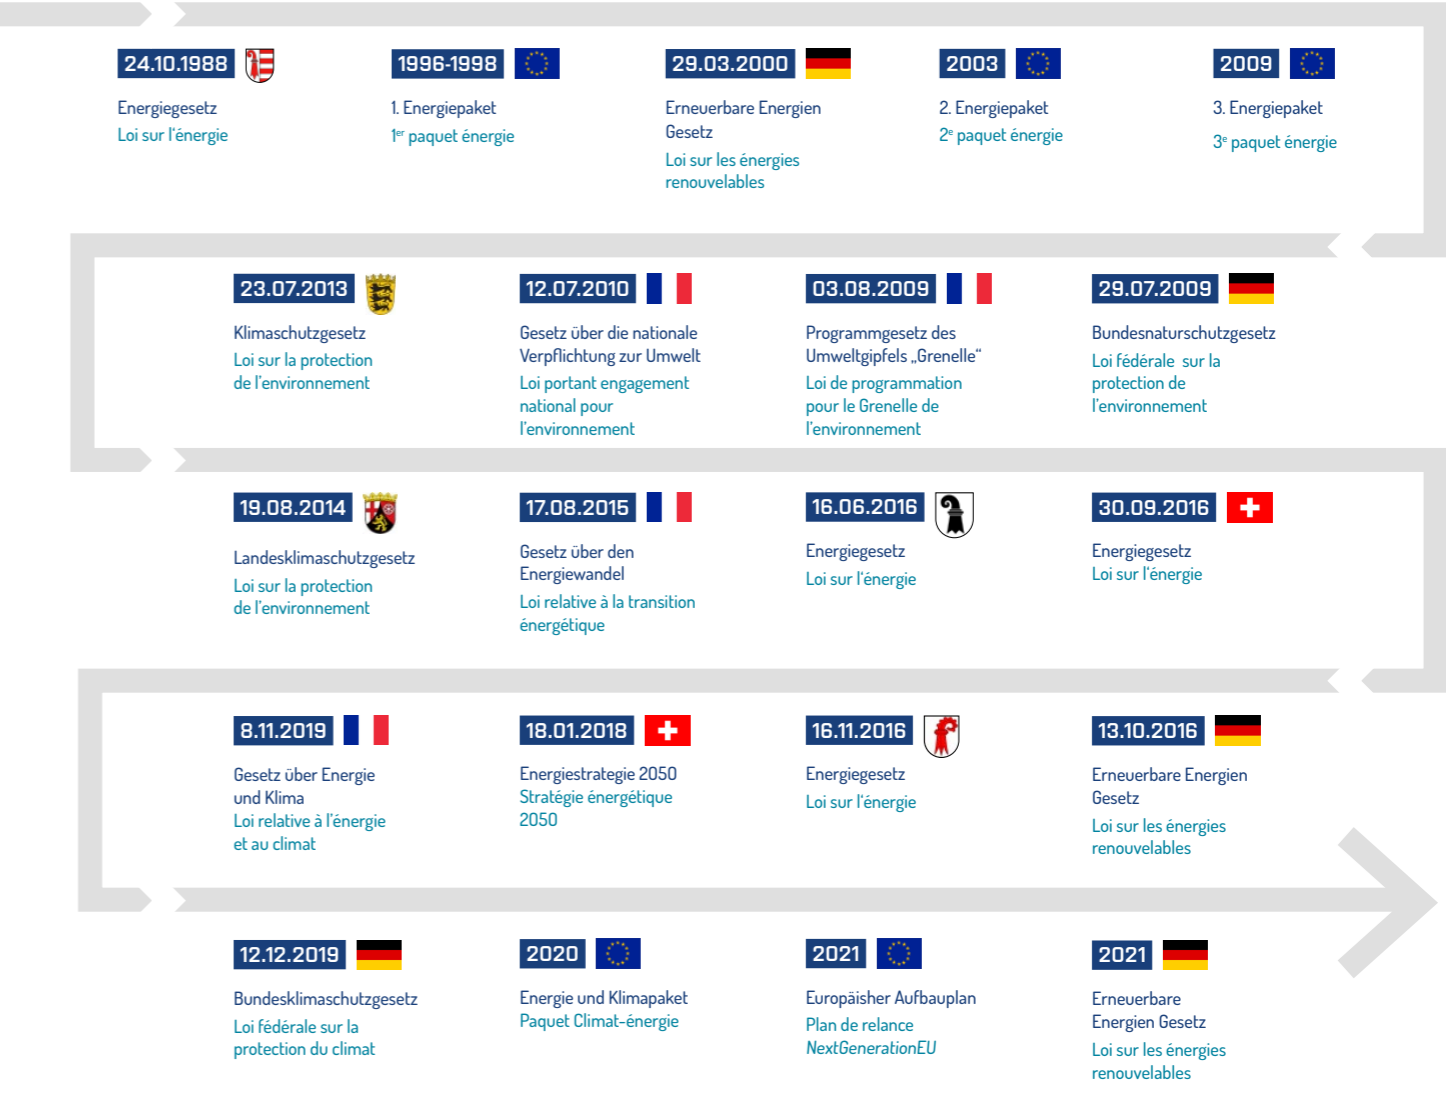 24.10.1988
Energiegesetz
Loi sur l‘énergie
1996-1998
1. Energiepaket
1er paquet énergie
29.03.2000
Erneuerbare Energien
Gesetz
Loi sur les énergies
renouvelables
2003
2. Energiepaket
2e paquet énergie
2009
3. Energiepaket
3e paquet énergie
23.07.2013
Klimaschutzgesetz
Loi sur la protection
de l’environnement
12.07.2010
Gesetz über die nationale
Verpflichtung zur Umwelt
Loi portant engagement
national pour
l’environnement
03.08.2009
Programmgesetz des
Umweltgipfels „Grenelle“
Loi de programmation
pour le Grenelle de
l’environnement
29.07.2009
Bundesnaturschutzgesetz
Loi fédérale sur la
protection de
l’environnement
19.08.2014
Landesklimaschutzgesetz
Loi sur la protection
de l’environnement
17.08.2015
Gesetz über den
Energiewandel
Loi relative à la transition
énergétique
16.06.2016
Energiegesetz
Loi sur l‘énergie
30.09.2016
Energiegesetz
Loi sur l‘énergie
8.11.2019
Gesetz über Energie
und Klima
Loi relative à l’énergie
et au climat
18.01.2018
Energiestrategie 2050
Stratégie énergétique
2050
16.11.2016
Energiegesetz
Loi sur l‘énergie
13.10.2016
Erneuerbare Energien
Gesetz
Loi sur les énergies
renouvelables
12.12.2019
Bundesklimaschutzgesetz
Loi fédérale sur la
protection du climat
2020
Energie und Klimapaket
Paquet Climat-énergie
2021
Europäisher Aufbauplan
Plan de relance
NextGenerationEU
2021
Erneuerbare
Energien Gesetz
Loi sur les énergies
renouvelables